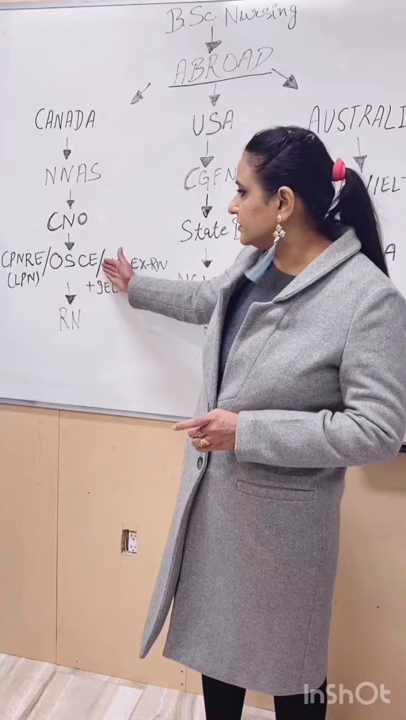 B.Sc. Nursing
ABROAD
CANADA
NNAS
CNO
CPNRE/OSCE/
(LPN)
EX-RN
RN
USA
CGFN
State
AUSTRALI
InShOt